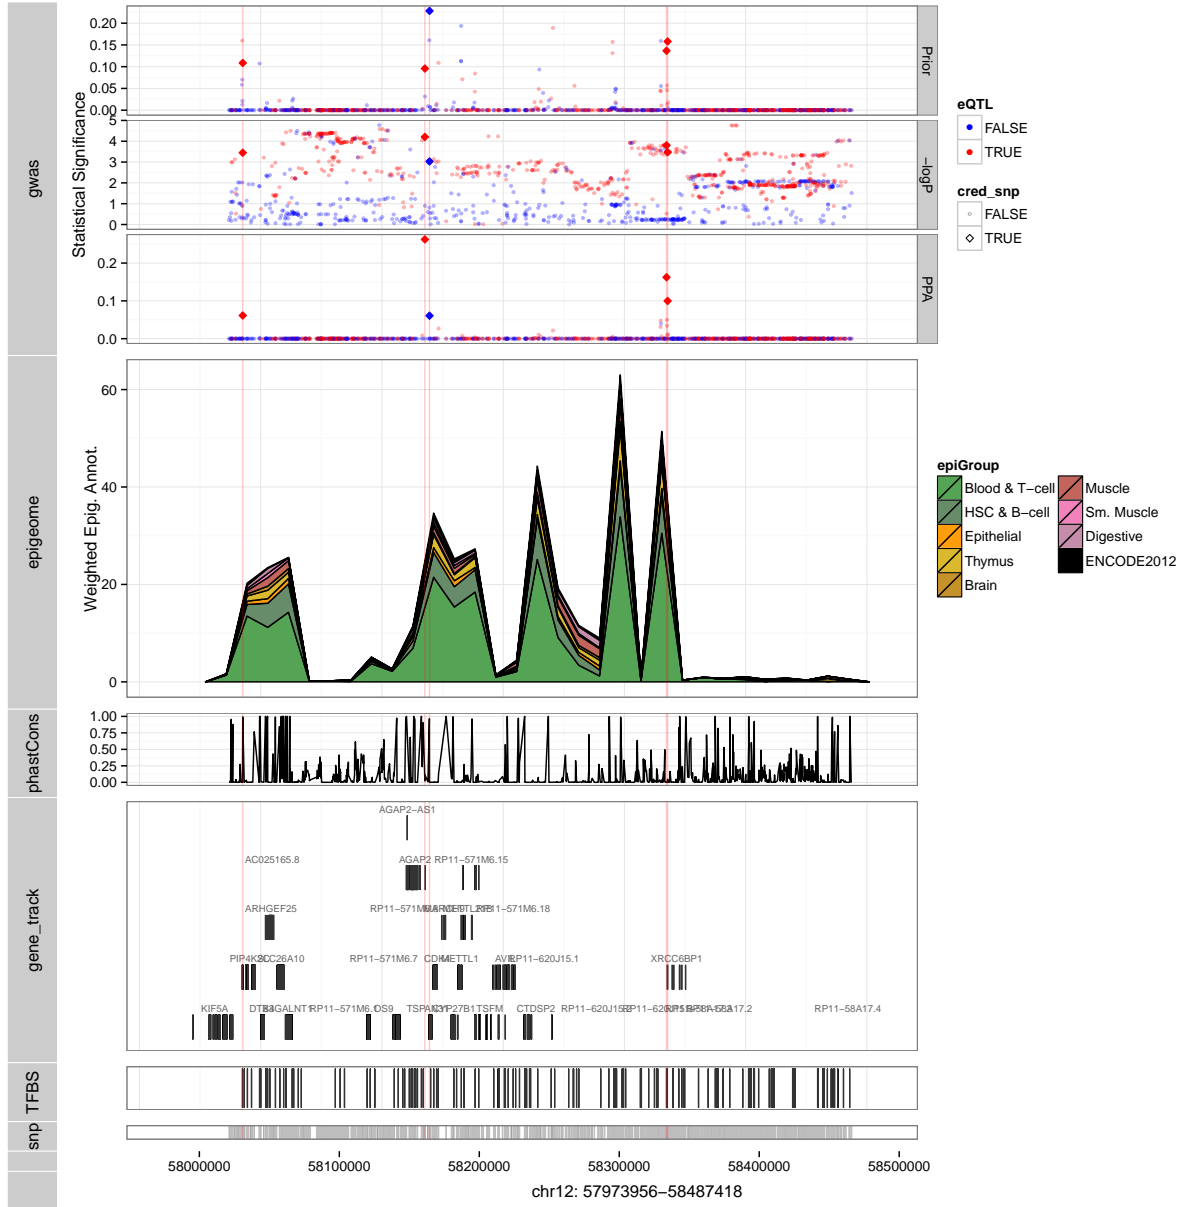 gwas
Statistical Significance
0.20
0.15
0.10
0.05
0.00
Prior
5
4
3
2
1
0
−logP
0.2
0.1
0.0
PPA
eQTL
FALSE
TRUE
cred_snp
FALSE
TRUE
epigeome
Weighted Epig. Annot.
60
40
20
0
epiGroup
Blood & T−cell
HSC & B−cell
Epithelial
Thymus
Brain
Muscle
Sm. Muscle
Digestive
ENCODE2012
phastCons
1.00
0.75
0.50
0.25
0.00
gene_track
AGAP2−AS1
AC025165.8
AGAP2
RP11−571M6.15
ARHGEF25
RP11−571M6.18
SLC26A10
RP11−571M6.7
CDK4
METTL1
AVIL
RP11−620J15.1
XRCC6BP1
KIF5A
B4GALNT1
OS9
TSPAN31
CYP27B1
TSFM
CTDSP2
RP11−58A17.4
TFBS
snp
58000000
58100000
58200000
58300000
58400000
58500000
chr12: 57973956−58487418